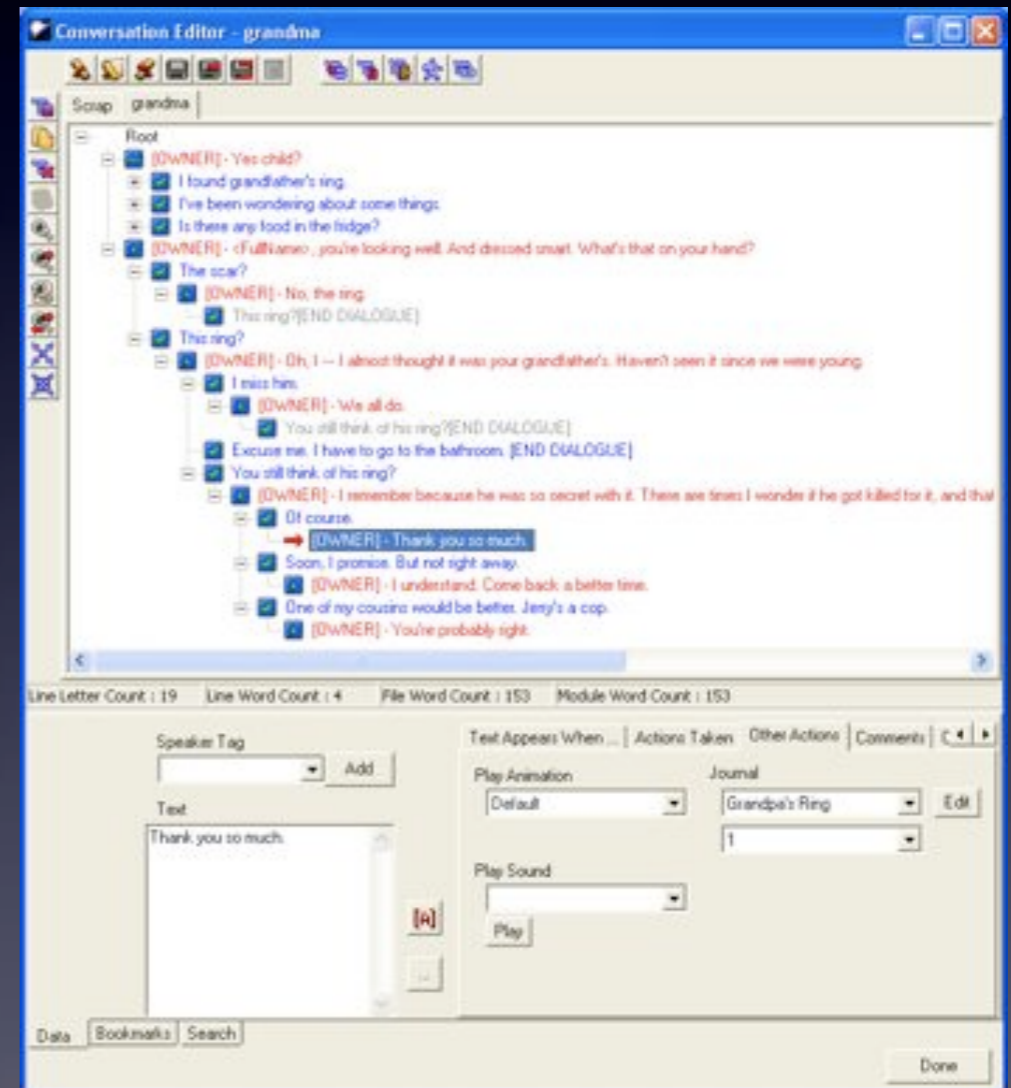 Conversation Editor - grandma
Scrap grandma
Root
[OWNER] - Yes child?
I found grandfather's ring.
I've been wondering about some things.
Is there any food in the fridge?
[OWNER] - <FullName>, you're looking well. And dressed smart. What's that on your hand?
The scar?
[OWNER] - No, the ring.
This ring?[END DIALOGUE]
This ring?
[OWNER] - Oh, I -- I almost thought it was your grandfather's. Haven't seen it since we were young.
I miss him.
[OWNER] - We all do.
You still think of his ring?[END DIALOGUE]
Excuse me. I have to go to the bathroom. [END DIALOGUE]
You still think of his ring?
[OWNER] - I remember because he was so secret with it. There are times I wonder if he got killed for it, and that
Of course.
[OWNER] - Thank you so much.
Soon, I promise. But not right away.
[OWNER] - I understand. Come back a better time.
One of my cousins would be better. Jerry's a cop.
[OWNER] - You're probably right.
Line Letter Count : 19 Line Word Count : 4 File Word Count : 153 Module Word Count : 153
Speaker Tag
Add
Text
Thank you so much.
[A]
...
Text Appears When ... Actions Taken Other Actions Comments C
Play Animation Journal
Default Grandpa's Ring Edit
1
Play Sound
Play
Data Bookmarks Search
Done